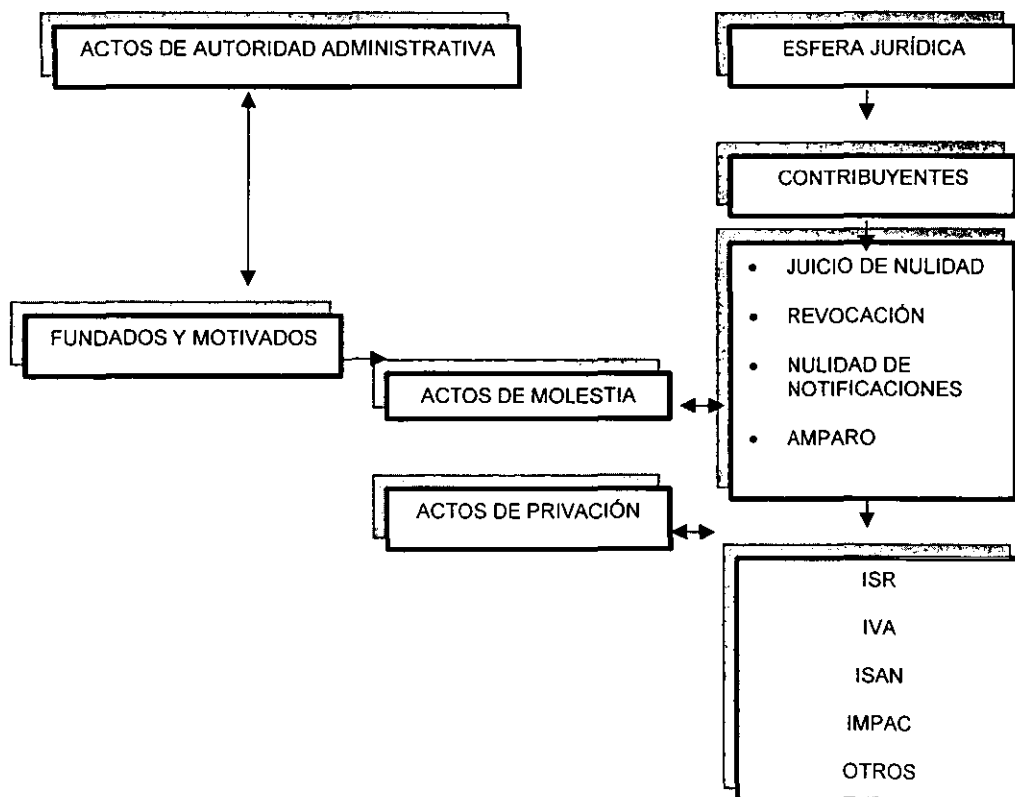 ACTOS DE AUTORIDAD ADMINISTRATIVA
ESFERA JURÍDICA
CONTRIBUYENTES
• JUICIO DE NULIDAD
• REVOCACIÓN
• NULIDAD DE
NOTIFICACIONES
• AMPARO
FUNDADOS Y MOTIVADOS
ACTOS DE MOLESTIA
ACTOS DE PRIVACIÓN
ISR
IVA
ISAN
IMPAC
OTROS